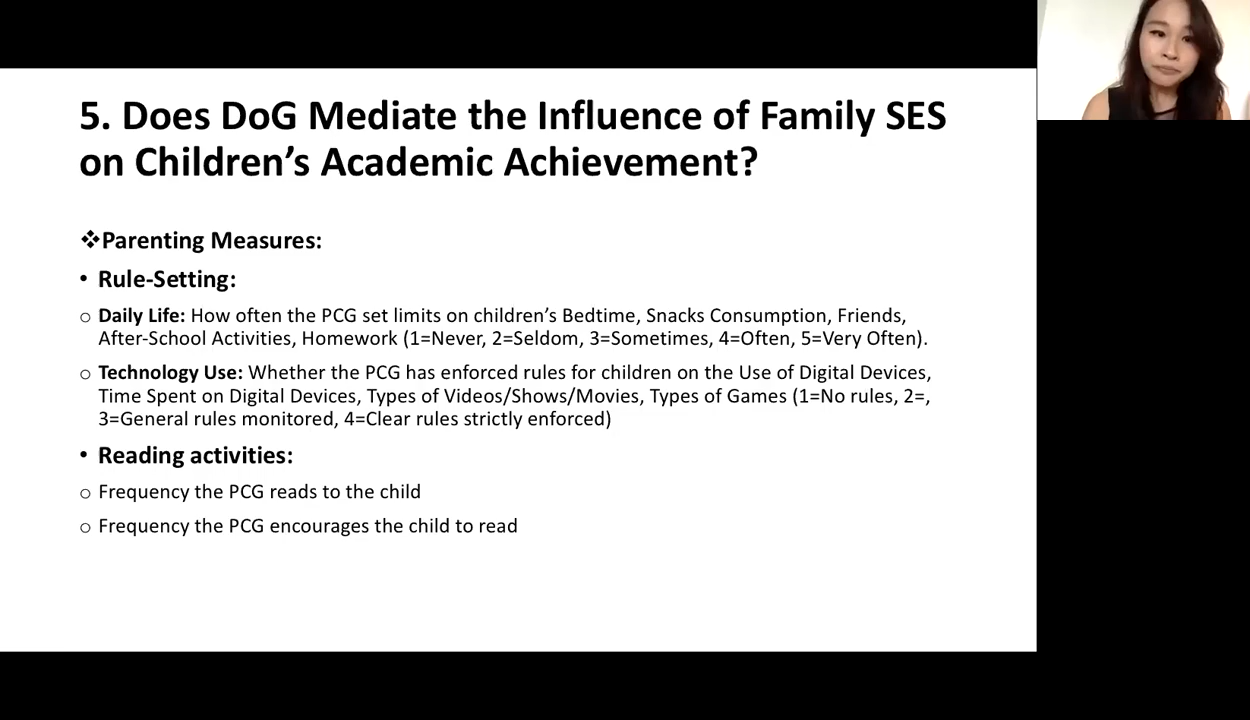 5. Does DoG Mediate the Influence of Family SES
on Children’s Academic Achievement?
❖Parenting Measures:
• Rule-Setting:
o Daily Life: How often the PCG set limits on children’s Bedtime, Snacks Consumption, Friends,
After-School Activities, Homework (1=Never, 2=Seldom, 3=Sometimes, 4=Often, 5=Very Often).
o Technology Use: Whether the PCG has enforced rules for children on the Use of Digital Devices,
Time Spent on Digital Devices, Types of Videos/Shows/Movies, Types of Games (1=No rules, 2=,
3=General rules monitored, 4=Clear rules strictly enforced)
• Reading activities:
o Frequency the PCG reads to the child
o Frequency the PCG encourages the child to read